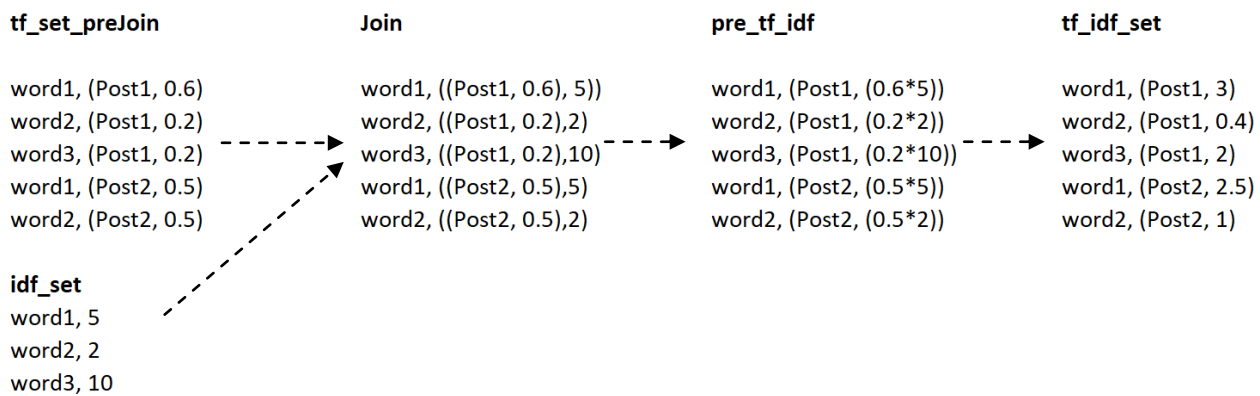 tf_set_preJoin
word1, (Post1, 0.6)
word2, (Post1, 0.2)
word3, (Post1, 0.2)
word1, (Post2, 0.5)
word2, (Post2, 0.5)
idf_set
word1, 5
word2, 2
word3, 10
Join
word1, ((Post1, 0.6), 5))
word2, ((Post1, 0.2),2)
word3, ((Post1, 0.2),10)
word1, ((Post2, 0.5),5)
word2, ((Post2, 0.5),2)
pre_tf_idf
word1, (Post1, (0.6*5))
word2, (Post1, (0.2*2))
word3, (Post1, (0.2*10))
word1, (Post2, (0.5*5))
word2, (Post2, (0.5*2))
tf_idf_set
word1, (Post1, 3)
word2, (Post1, 0.4)
word3, (Post1, 2)
word1, (Post2, 2.5)
word2, (Post2, 1)